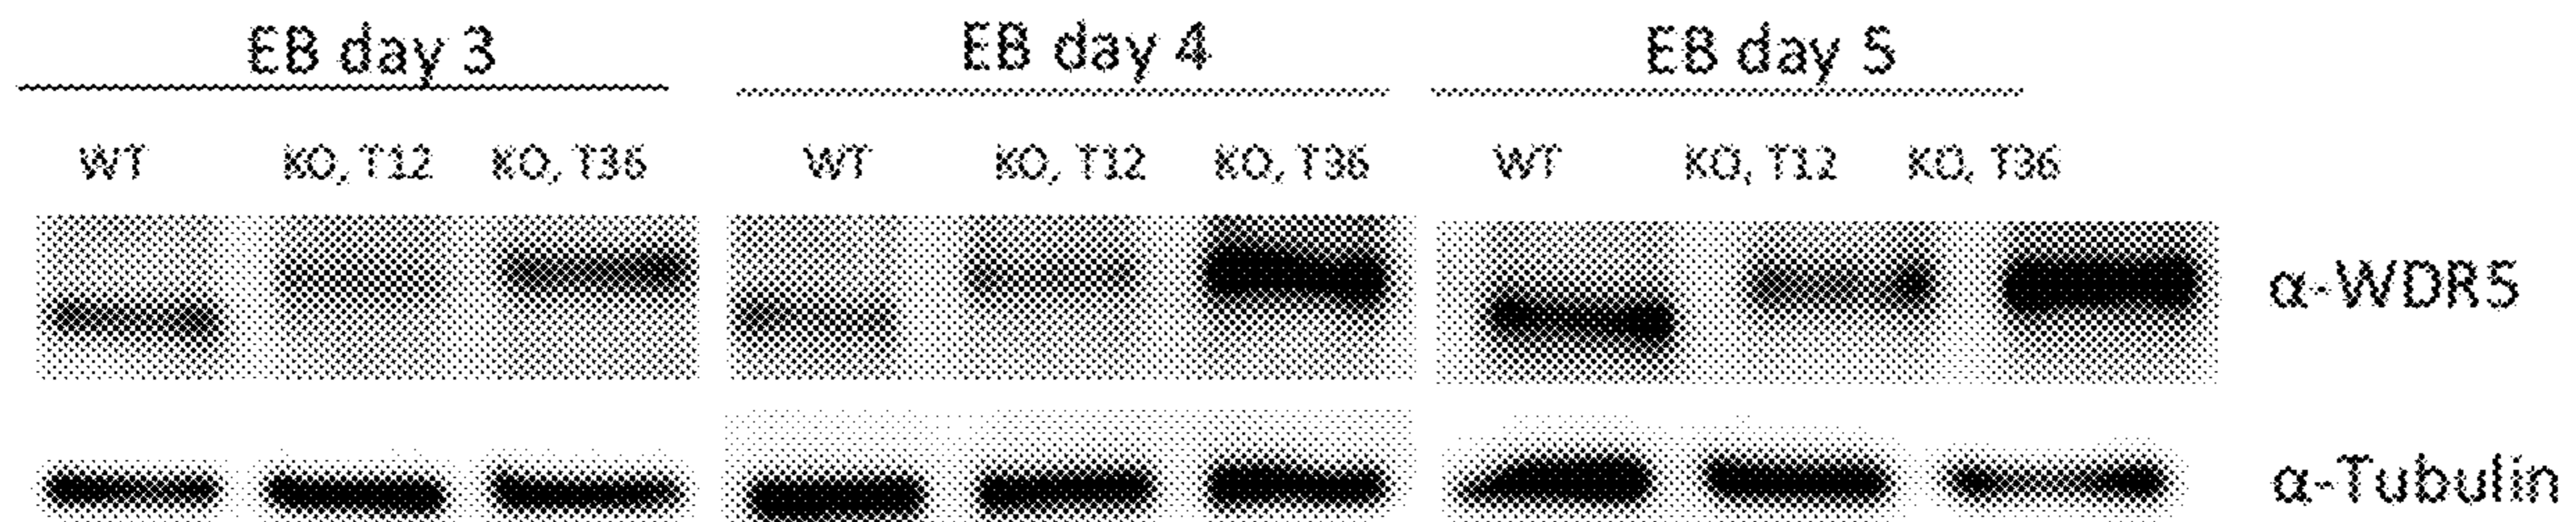 EB day 3 EB day 4 EB day 5
WT KO, T12 KO, T36 WT KO, T12 KO, T36 WT KO, T12 KO, T36
α-WDR5
α-Tubulin